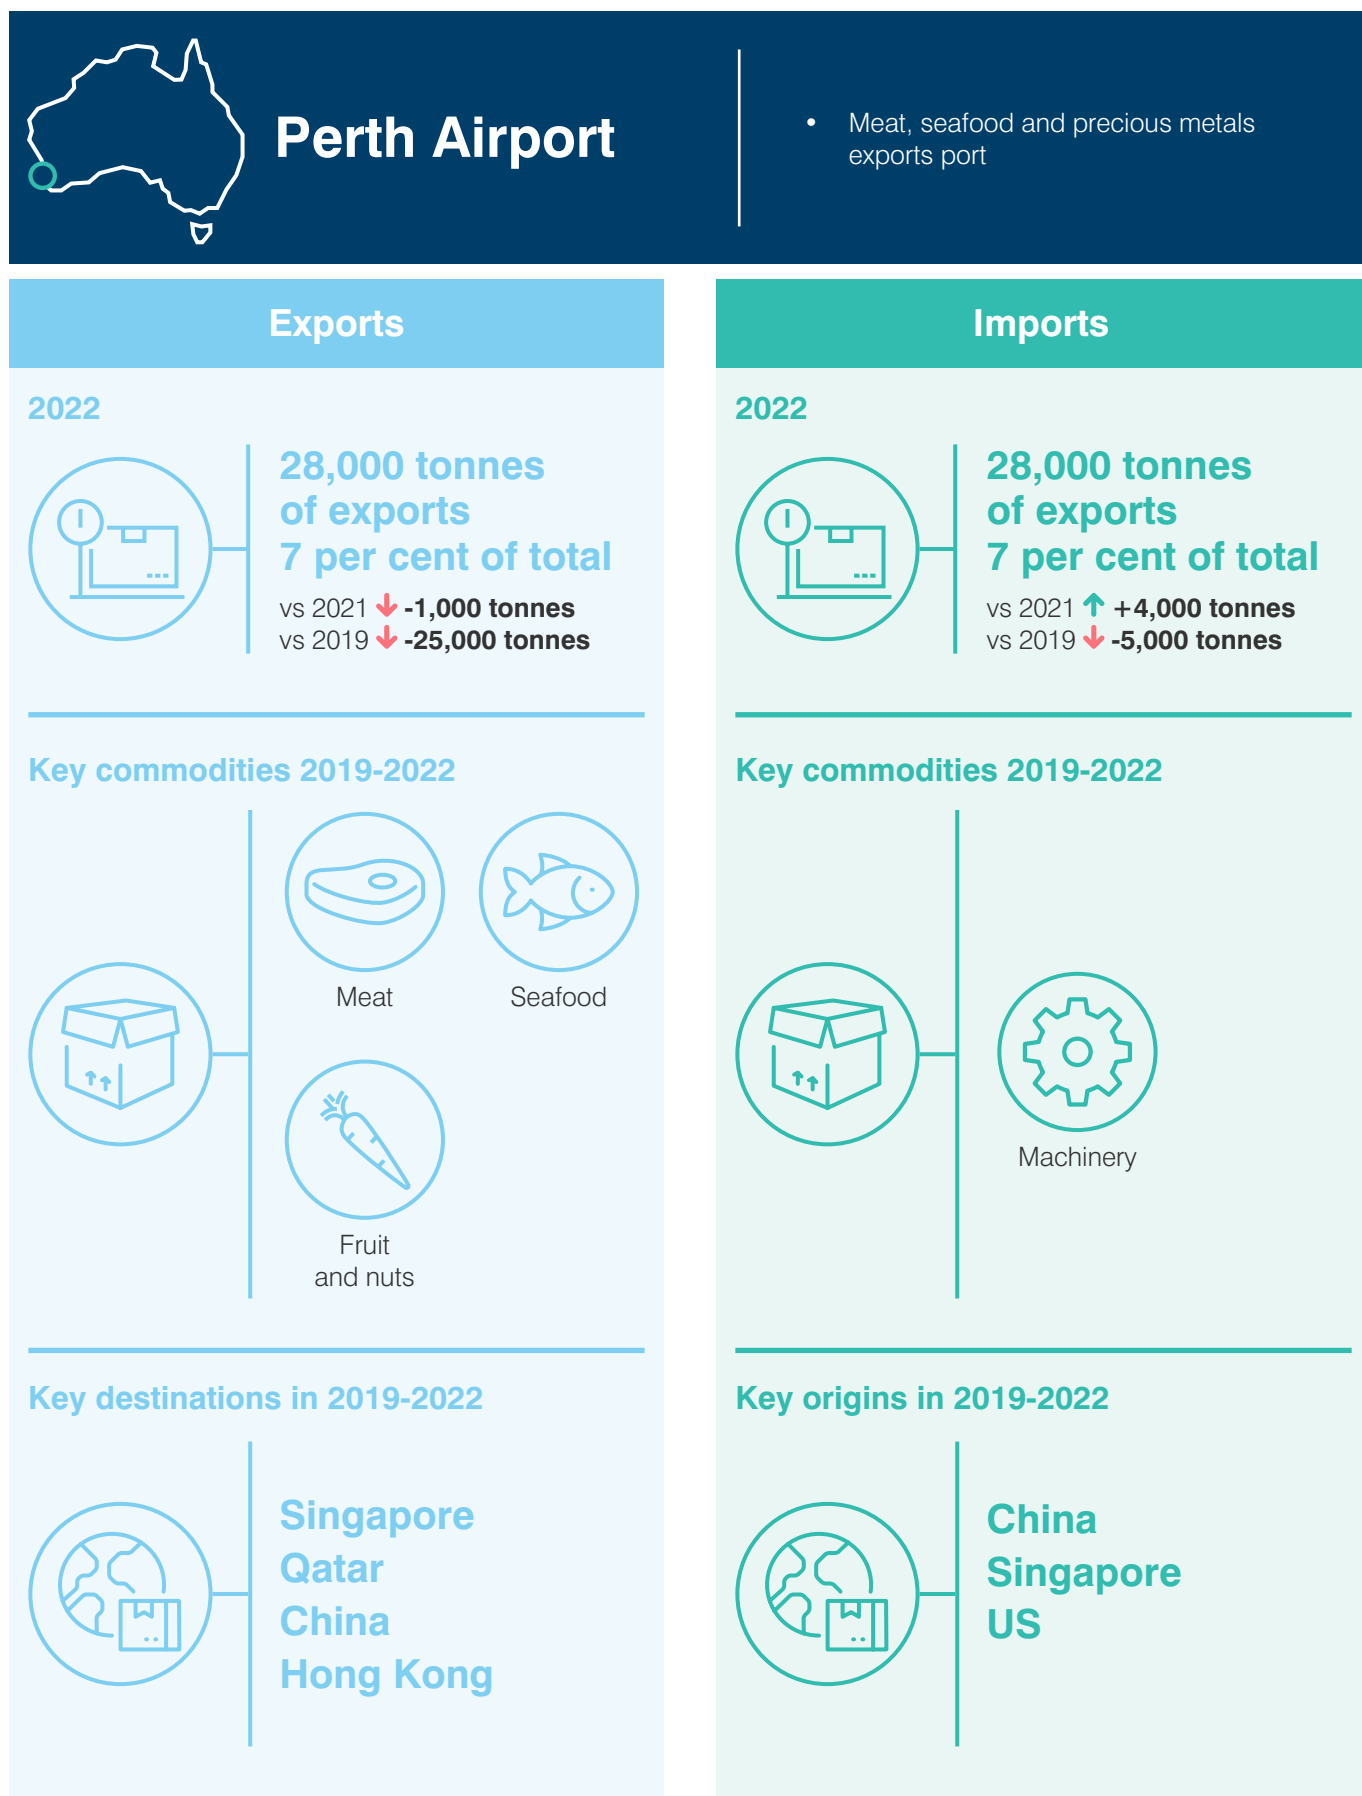 Perth Airport
• Meat, seafood and precious metals
exports port
Exports
2022
28,000 tonnes
of exports
7 per cent of total
vs 2021 -1,000 tonnes
vs 2019 -25,000 tonnes
Key commodities 2019-2022
Meat
Seafood
Fruit
and nuts
Key destinations in 2019-2022
Singapore
Qatar
China
Hong Kong
Imports
2022
28,000 tonnes
of exports
7 per cent of total
vs 2021 +4,000 tonnes
vs 2019 -5,000 tonnes
Key commodities 2019-2022
Machinery
Key origins in 2019-2022
China
Singapore
US